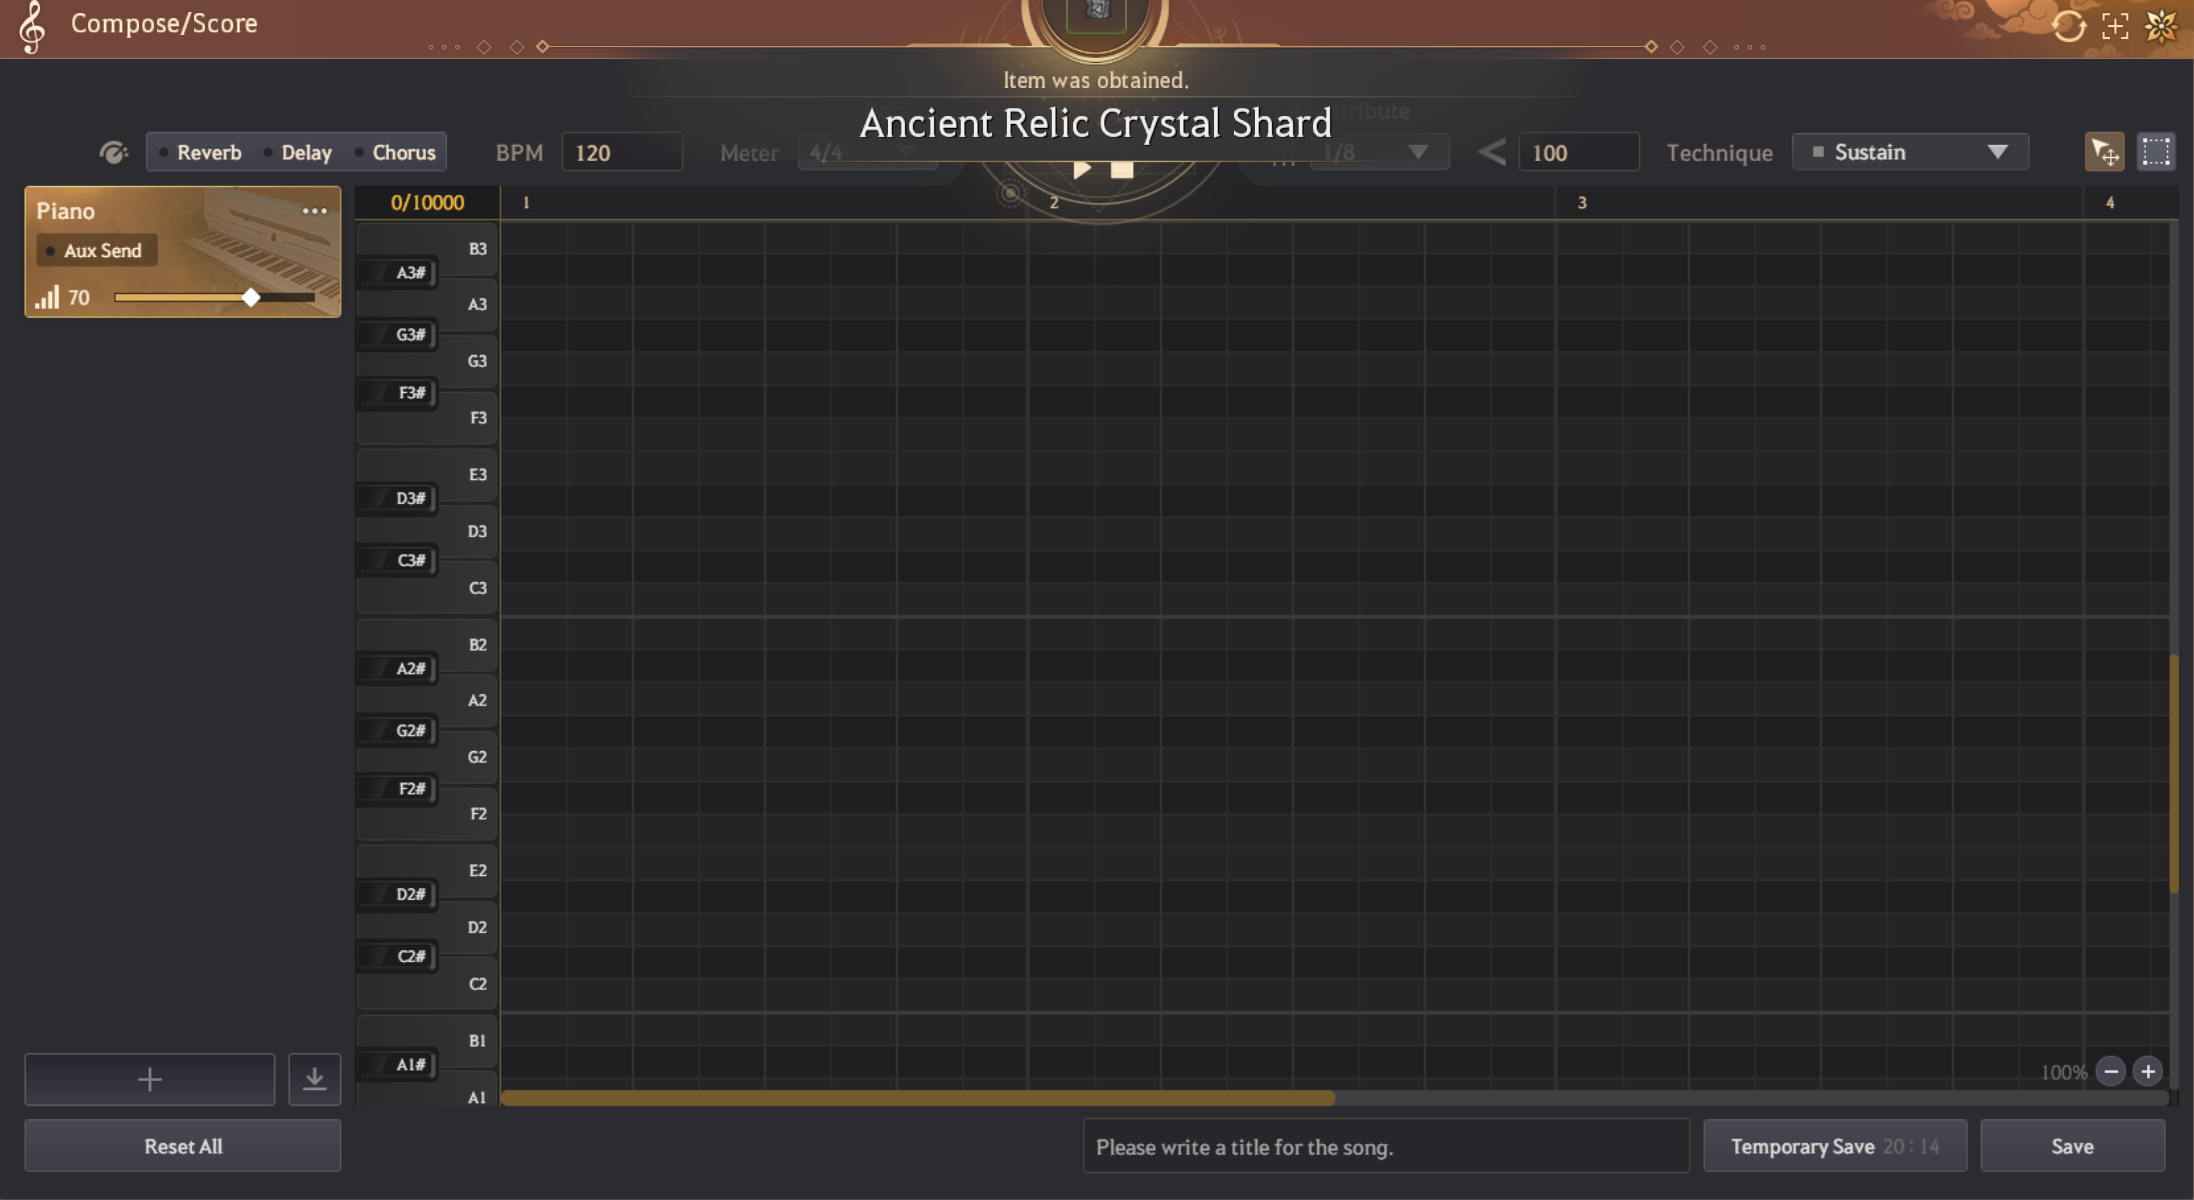 Compose/Score
Item was obtained.
Ancient Relic Crystal Shard
Reverb Delay Chorus BPM 120 Meter 4/4 1/8 100 Technique Sustain
Piano
Aux Send
70
0/10000 1 2 3 4
B3
A3#
A3
G3#
G3
F3#
F3
E3
D3#
D3
C3#
C3
B2
A2#
A2
G2#
G2
F2#
F2
E2
D2#
D2
C2#
C2
B1
A1#
A1
100%
Reset All
Please write a title for the song.
Temporary Save 20:14
Save